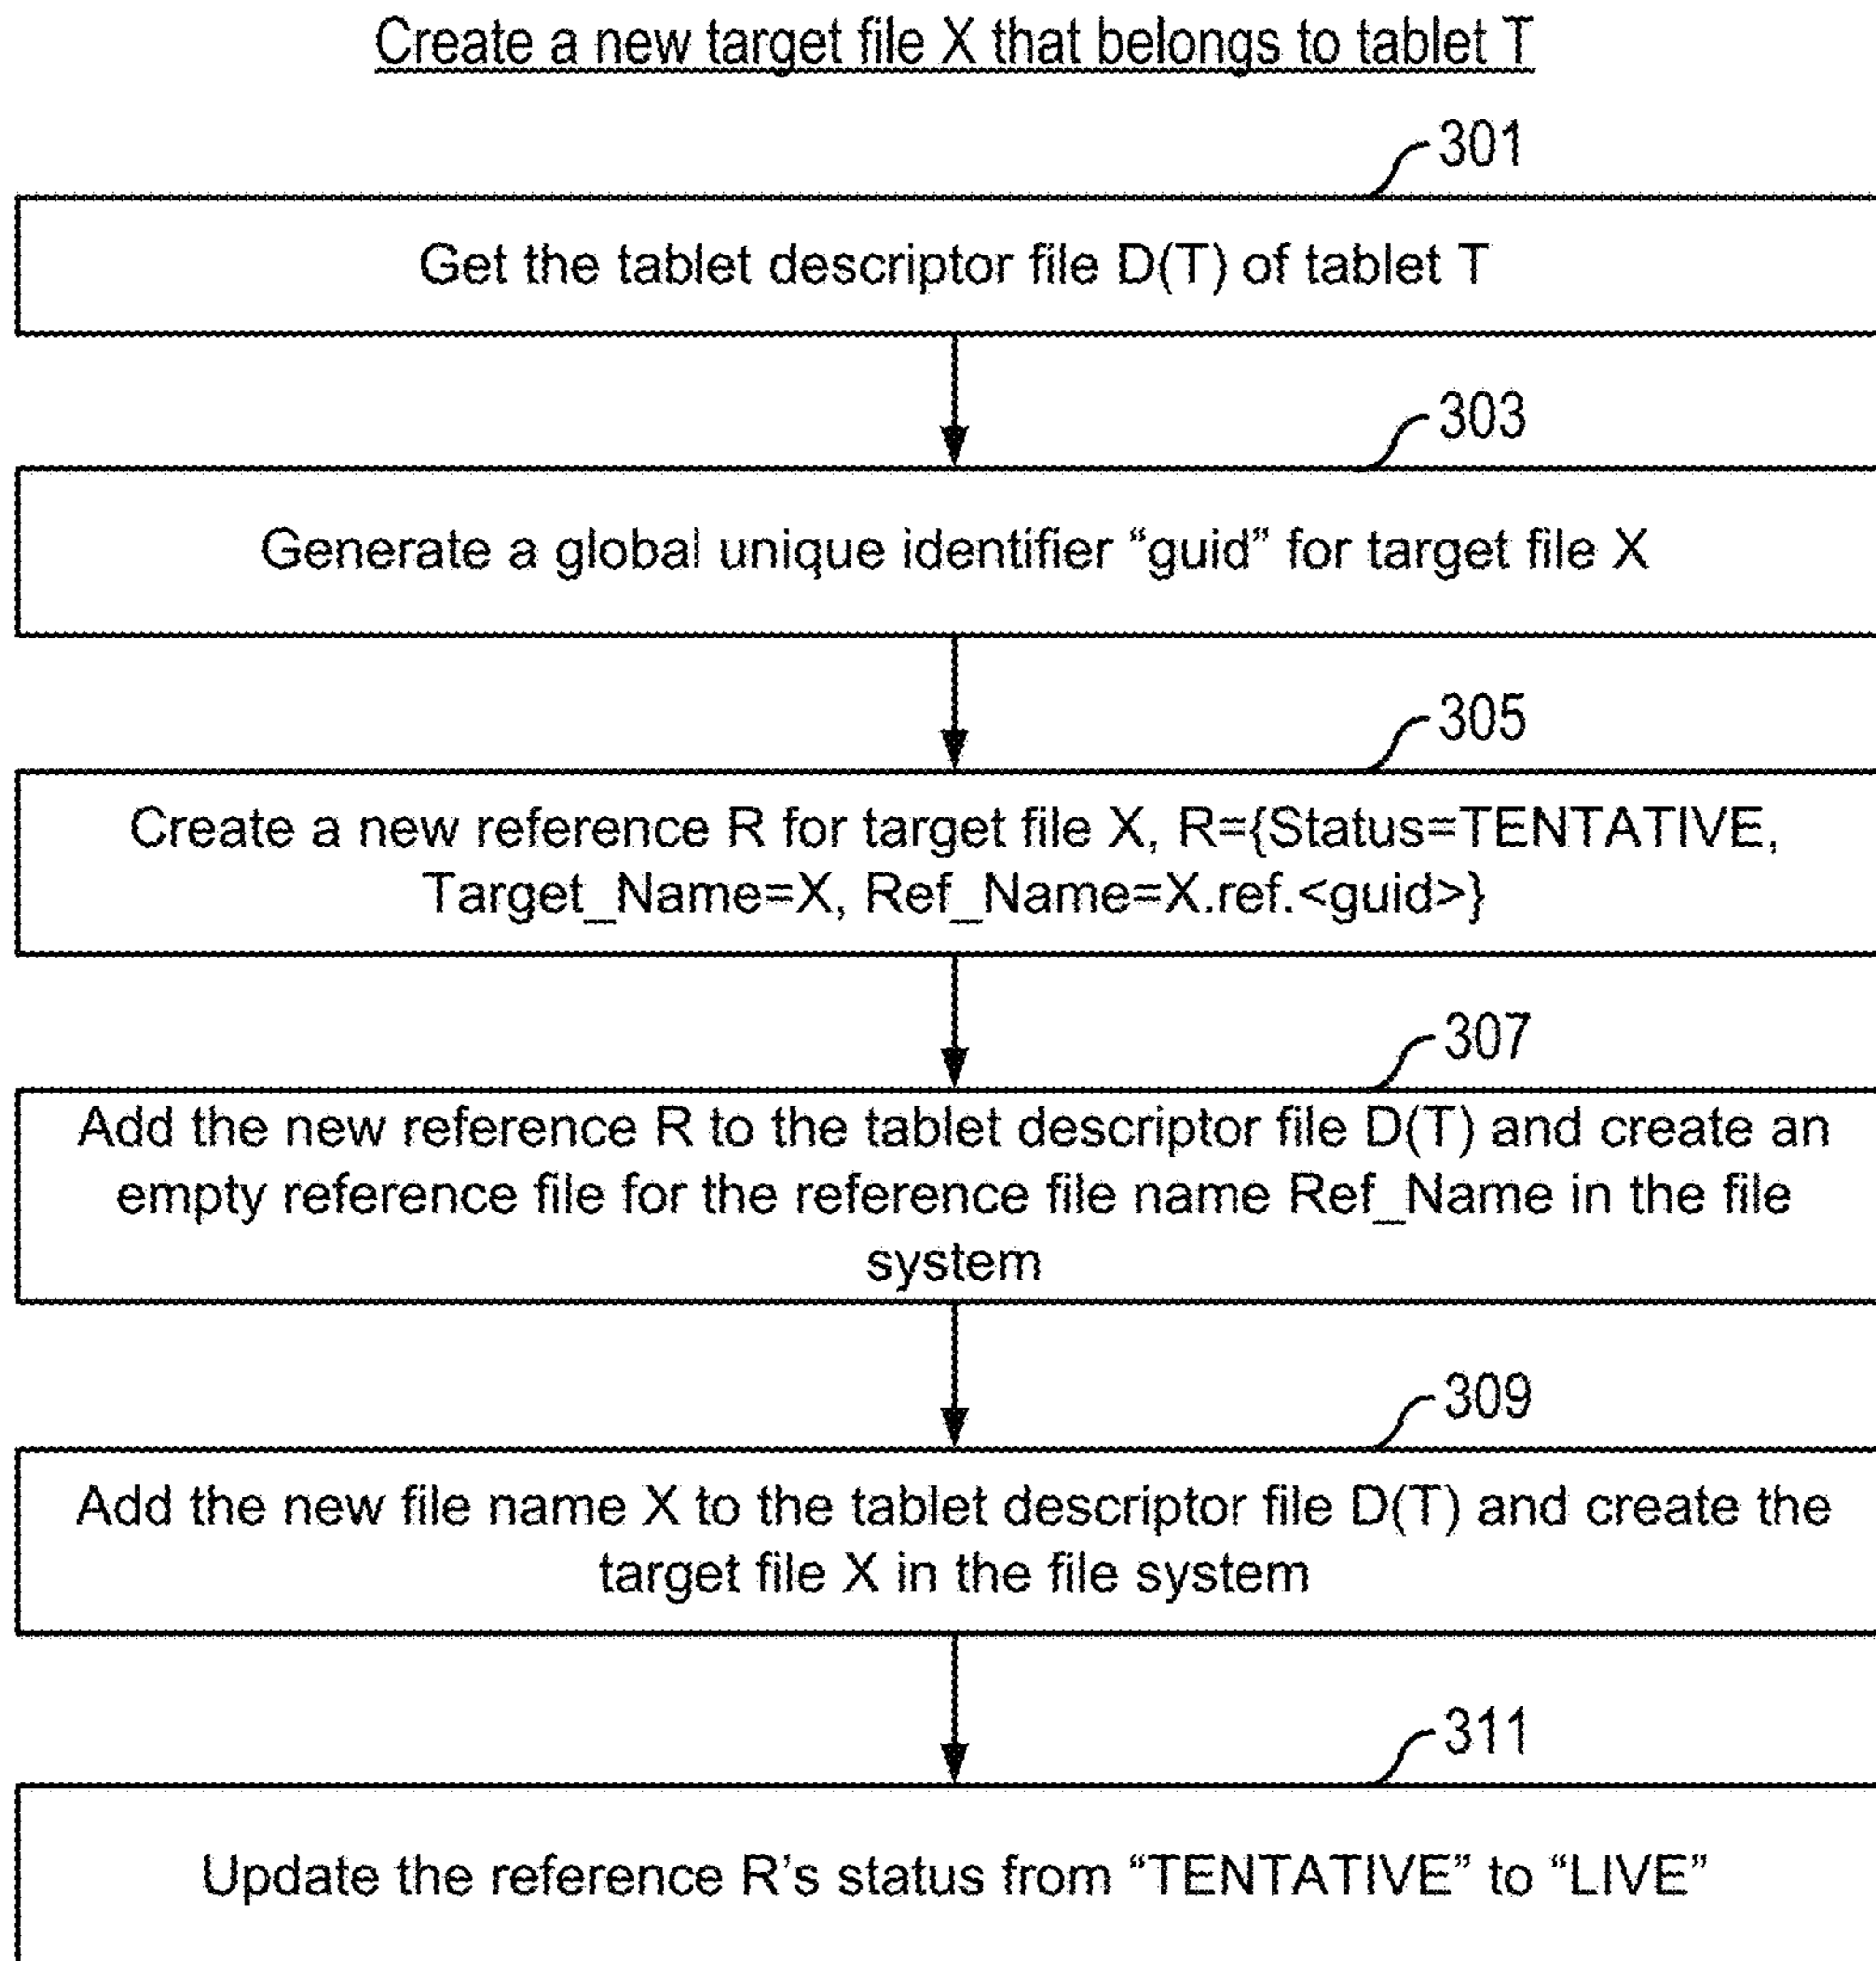 Create a new target file X that belongs to tablet T
301
Get the tablet descriptor file D(T) of tablet T
303
Generate a global unique identifier “guid” for target file X
305
Create a new reference R for target file X, R={Status=TENTATIVE,
Target_Name=X, Ref_Name=X.ref.<guid>}
307
Add the new reference R to the tablet descriptor file D(T) and create an
empty reference file for the reference file name Ref_Name in the file
system
309
Add the new file name X to the tablet descriptor file D(T) and create the
target file X in the file system
311
Update the reference R’s status from “TENTATIVE” to “LIVE”